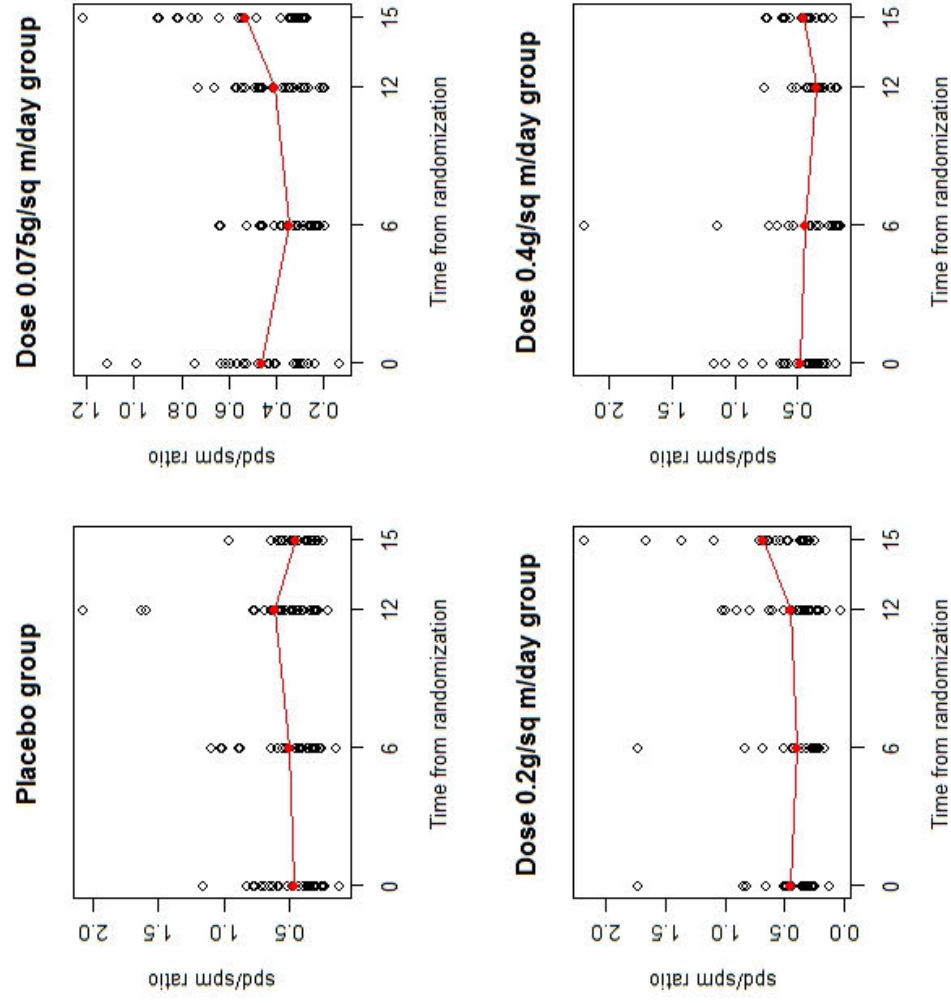 Placebo group
2.0
1.5
1.0
0.5
spd/spm ratio
0 6 12 15
Time from randomization
Dose 0.075g/sq m/day group
1.2
1.0
0.8
0.6
0.4
0.2
spd/spm ratio
0 6 12 15
Time from randomization
Dose 0.2g/sq m/day group
2.0
1.5
1.0
0.5
0.0
spd/spm ratio
0 6 12 15
Time from randomization
Dose 0.4g/sq m/day group
2.0
1.5
1.0
0.5
spd/spm ratio
0 6 12 15
Time from randomization